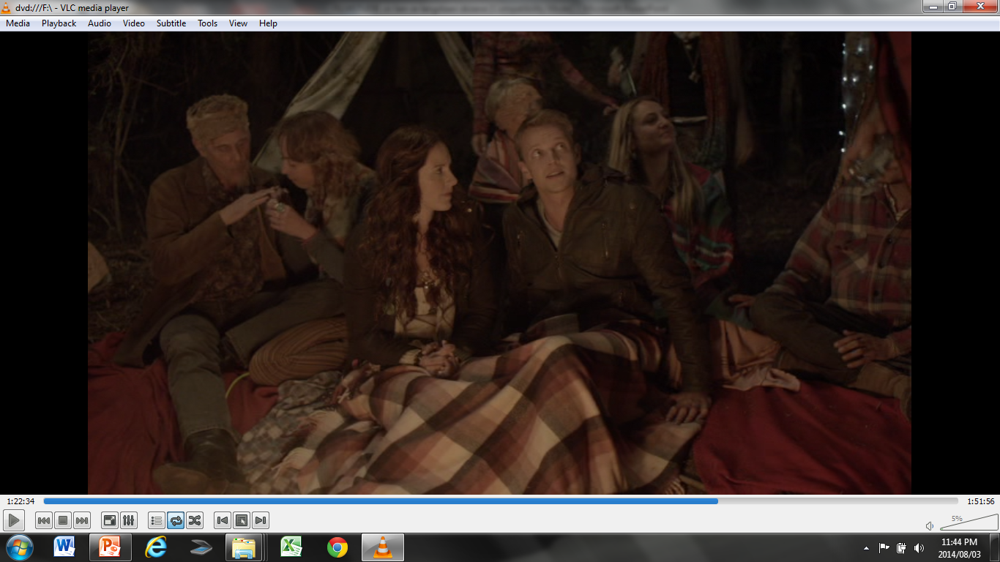 dvd:///F:\ - VLC media player
Media Playback Audio Video Subtitle Tools View Help
1:22:34 1:51:56
5%
11:44 PM
2014/08/03